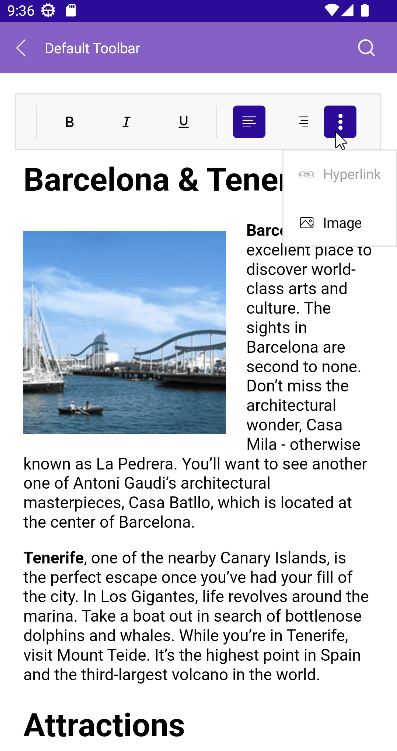 9:36
Default Toolbar
B I U
Hyperlink
Image
Barcelona & Tener
Barc
excellent place to
discover world-
class arts and
culture. The
sights in
Barcelona are
second to none.
Don’t miss the
architectural
wonder, Casa
Mila - otherwise
known as La Pedrera. You’ll want to see another
one of Antoni Gaudi’s architectural
masterpieces, Casa Batllo, which is located at
the center of Barcelona.
Tenerife, one of the nearby Canary Islands, is
the perfect escape once you’ve had your fill of
the city. In Los Gigantes, life revolves around the
marina. Take a boat out in search of bottlenose
dolphins and whales. While you’re in Tenerife,
visit Mount Teide. It’s the highest point in Spain
and the third-largest volcano in the world.
Attractions